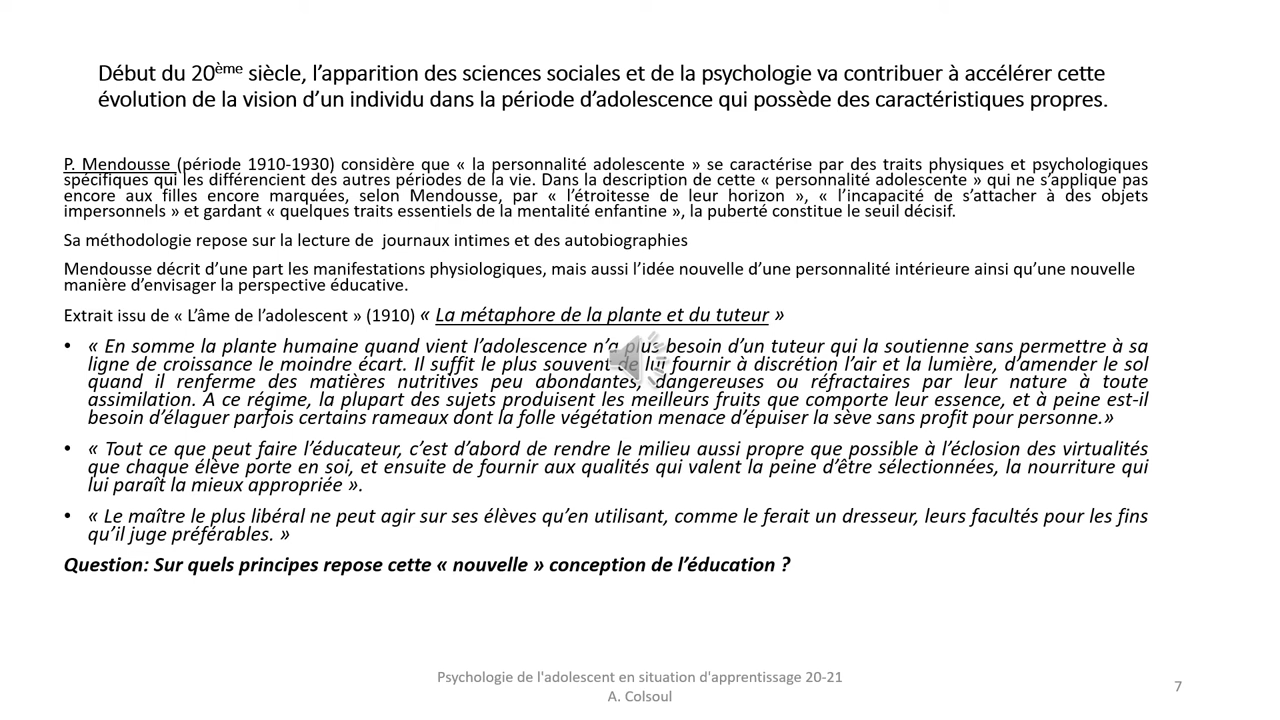 Début du 20ème siècle, l’apparition des sciences sociales et de la psychologie va contribuer à accélérer cette
évolution de la vision d’un individu dans la période d’adolescence qui possède des caractéristiques propres.
P. Mendousse (période 1910-1930) considère que « la personnalité adolescente » se caractérise par des traits physiques et psychologiques
spécifiques qui les différencient des autres périodes de la vie. Dans la description de cette « personnalité adolescente » qui ne s’applique pas
encore aux filles encore marquées, selon Mendousse, par « l’étroitesse de leur horizon », « l’incapacité de s’attacher à des objets
impersonnels » et gardant « quelques traits essentiels de la mentalité enfantine », la puberté constitue le seuil décisif.
Sa méthodologie repose sur la lecture de journaux intimes et des autobiographies
Mendousse décrit d’une part les manifestations physiologiques, mais aussi l’idée nouvelle d’une personnalité intérieure ainsi qu’une nouvelle
manière d’envisager la perspective éducative.
Extrait issu de « L’âme de l’adolescent » (1910) « La métaphore de la plante et du tuteur »
• « En somme la plante humaine quand vient l’adolescence n’a plus besoin d’un tuteur qui la soutienne sans permettre à sa
ligne de croissance le moindre écart. Il suffit le plus souvent de lui fournir à discrétion l’air et la lumière, d’amender le sol
quand il renferme des matières nutritives peu abondantes, dangereuses ou réfractaires par leur nature à toute
assimilation. A ce régime, la plupart des sujets produisent les meilleurs fruits que comporte leur essence, et à peine est-il
besoin d’élaguer parfois certains rameaux dont la folle végétation menace d’épuiser la sève sans profit pour personne.»
• « Tout ce que peut faire l’éducateur, c’est d’abord de rendre le milieu aussi propre que possible à l’éclosion des virtualités
que chaque élève porte en soi, et ensuite de fournir aux qualités qui valent la peine d’être sélectionnées, la nourriture qui
lui paraît la mieux appropriée ».
• « Le maître le plus libéral ne peut agir sur ses élèves qu’en utilisant, comme le ferait un dresseur, leurs facultés pour les fins
qu’il juge préférables. »
Question: Sur quels principes repose cette « nouvelle » conception de l’éducation ?
Psychologie de l'adolescent en situation d'apprentissage 20-21
A. Colsoul
7